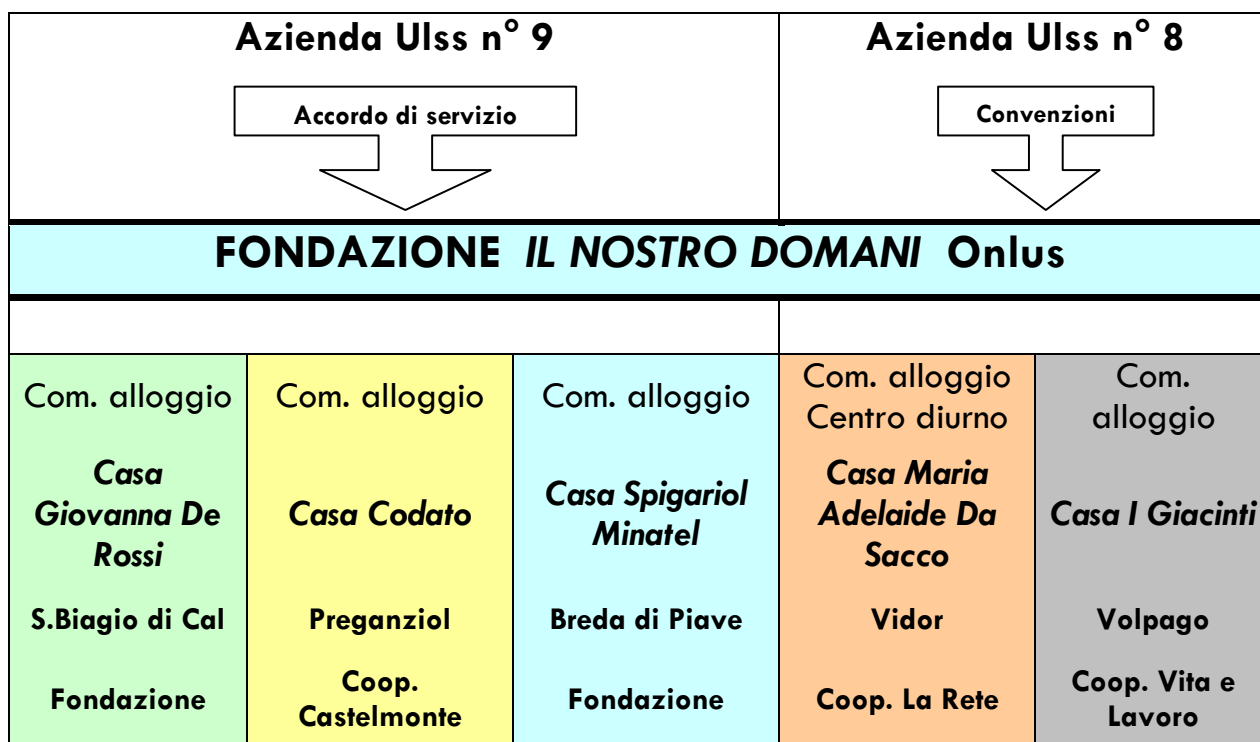 Azienda Ulss n° 9
Azienda Ulss n° 8
Accordo di servizio
Convenzioni
FONDAZIONE IL NOSTRO DOMANI Onlus
Com. alloggio
Com. alloggio
Com. alloggio
Com. alloggio
Centro diurno
Com.
alloggio
Casa
Giovanna De
Rossi
Casa Codato
Casa Spigariol
Minatel
Casa Maria
Adelaide Da
Sacco
Casa I Giacinti
S.Biagio di Cal
Preganziol
Breda di Piave
Vidor
Volpago
Fondazione
Coop.
Castelmonte
Fondazione
Coop. La Rete
Coop. Vita e
Lavoro